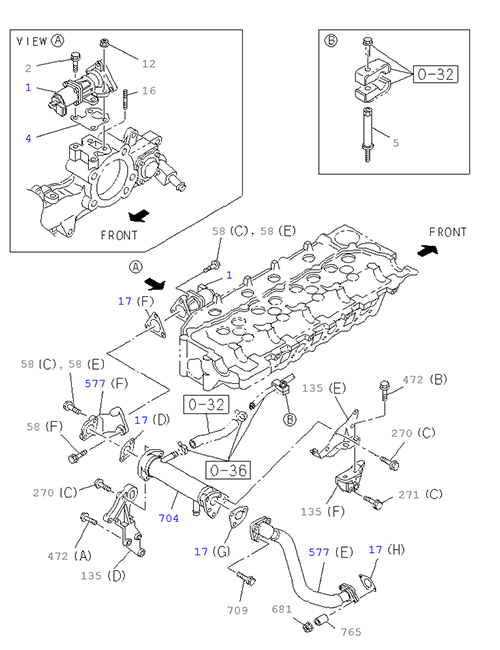 VIEW A
B
2
12
1
16
4
FRONT
0-32
5
58 (C), 58 (E)
FRONT
A
1
17 (F)
58 (C), 58 (E)
577 (F)
135 (E)
472 (B)
0-32
B
17 (D)
58 (F)
270 (C)
0-36
270 (C)
271 (C)
135 (F)
704
472 (A)
17 (G)
577 (E)
17 (H)
135 (D)
709
681
765